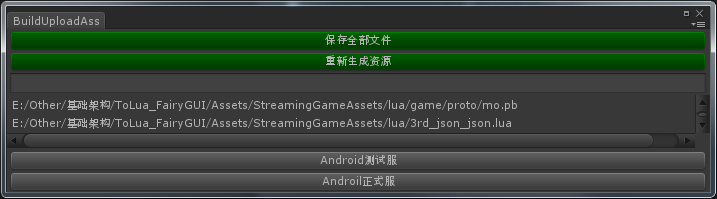 BuildUploadAss
保存全部文件
重新生成资源
E:/Other/基础架构/ToLua_FairyGUI/Assets/StreamingGameAssets/lua/game/proto/mo.pb
E:/Other/基础架构/ToLua_FairyGUI/Assets/StreamingGameAssets/lua/3rd_json_json.lua
Android测试服
Androil正式服